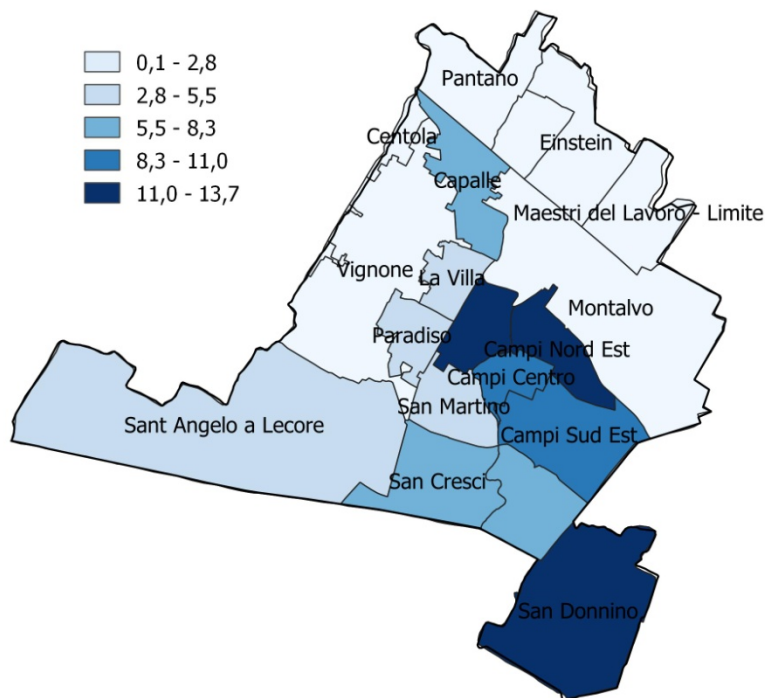 0,1 - 2,8
2,8 - 5,5
5,5 - 8,3
8,3 - 11,0
11,0 - 13,7
Pantano
Centola
Einstein
Capalle
Maestri del Lavoro - Limite
Vignone
La Villa
Montalvo
Paradiso
Campi Nord Est
Campi Centro
San Martino
Sant Angelo a Lecore
Campi Sud Est
San Cresci
San Donnino